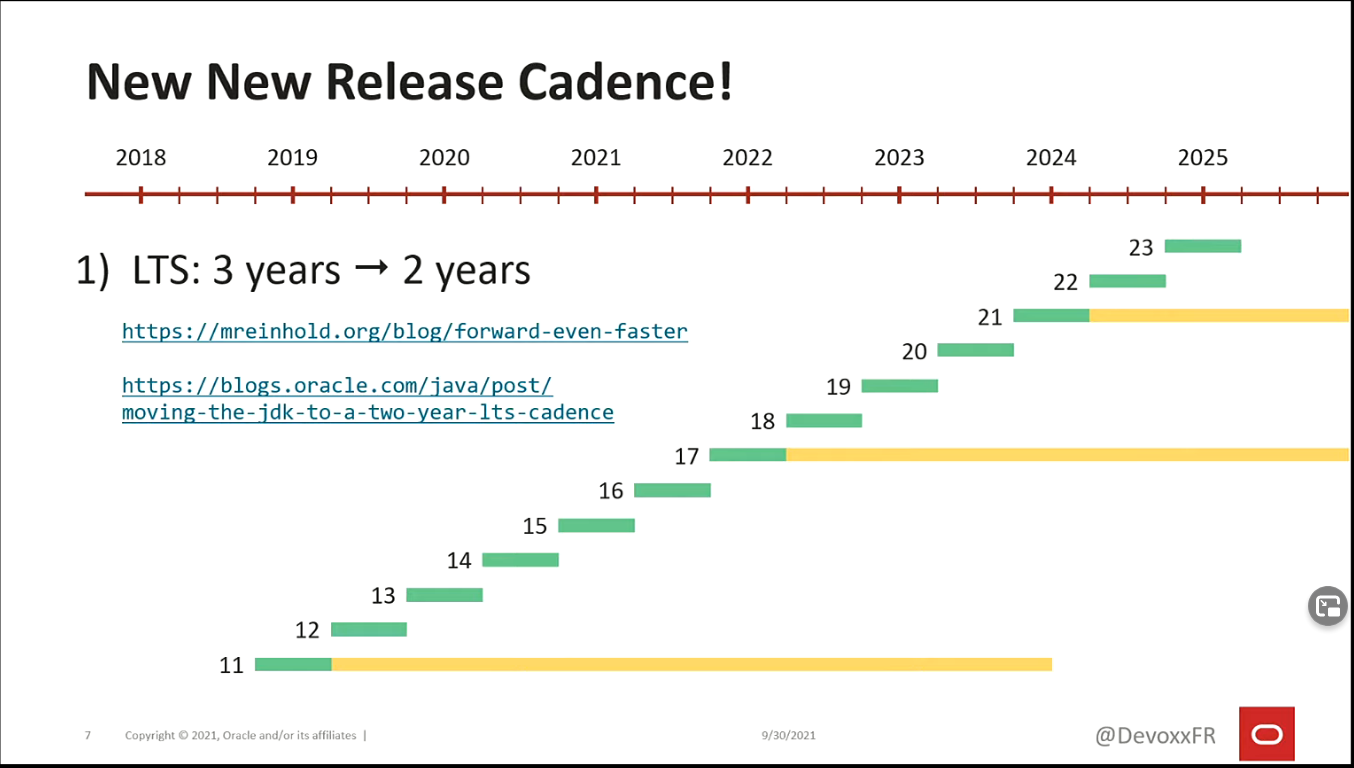 New New Release Cadence!
2018 2019 2020 2021 2022 2023 2024 2025
1) LTS: 3 years → 2 years
https://mreinhold.org/blog/forward-even-faster
https://blogs.oracle.com/java/post/
moving-the-jdk-to-a-two-year-lts-cadence
23
22
21
20
19
18
17
16
15
14
13
12
11
7 Copyright © 2021, Oracle and/or its affiliates | 9/30/2021 @DevoxxFR